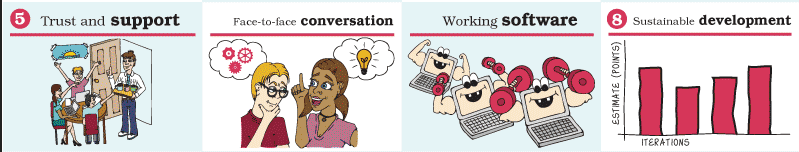 5 Trust and support
Face-to-face conversation
Working software
8 Sustainable development
ESTIMATE (POINTS)
ITERATIONS